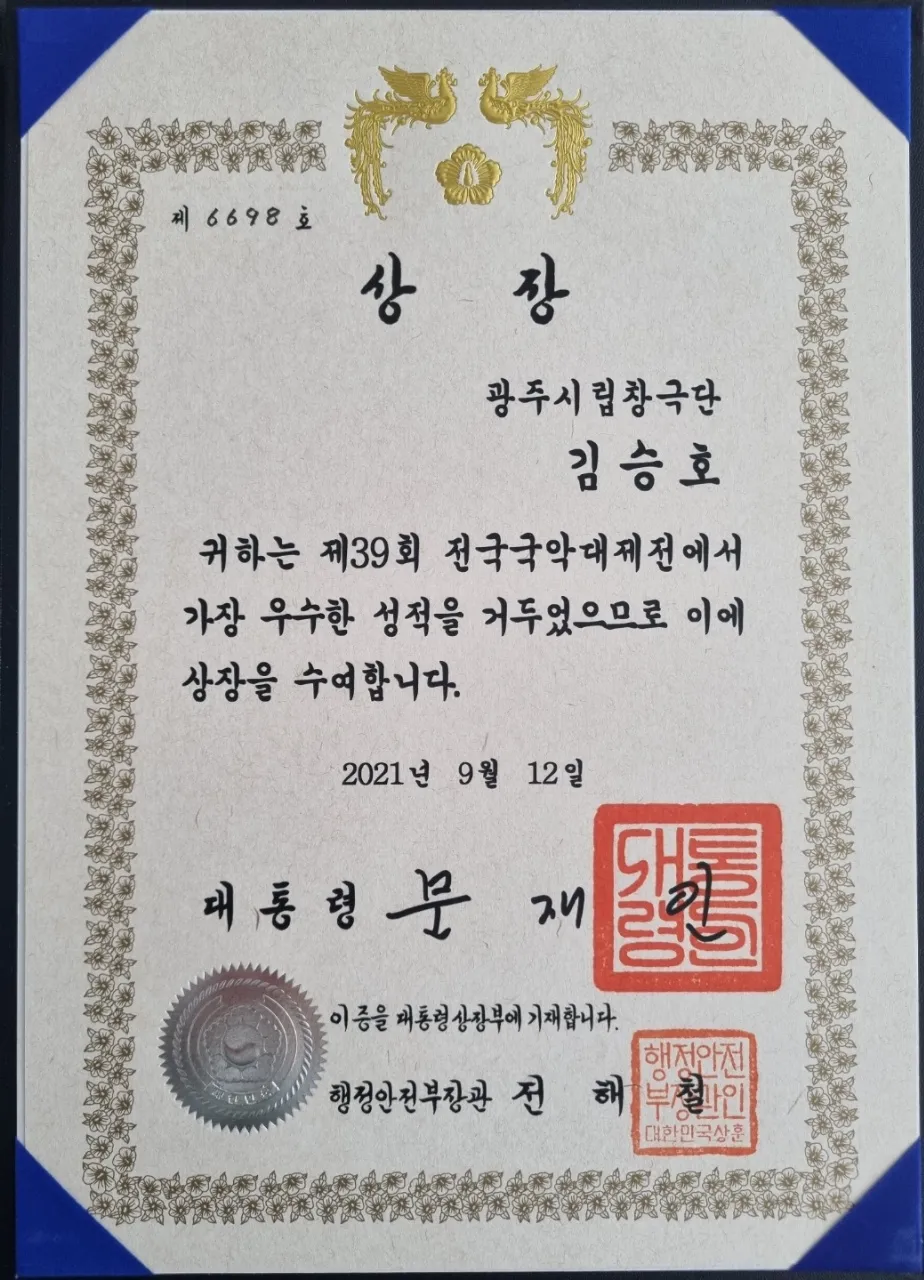 제 6698 호
상 장
광주시립창극단
김 승 호
귀하는 제39회 전국국악대제전에서
가장 우수한 성적을 거두었으므로 이에
상장을 수여합니다.
2021년 9월 12일
대통령 문 재 인
대통령의인
이 증을 대통령상장부에 기재합니다.
행정안전부장관 전 해 철
행정안전
부장관인
대한민국상훈